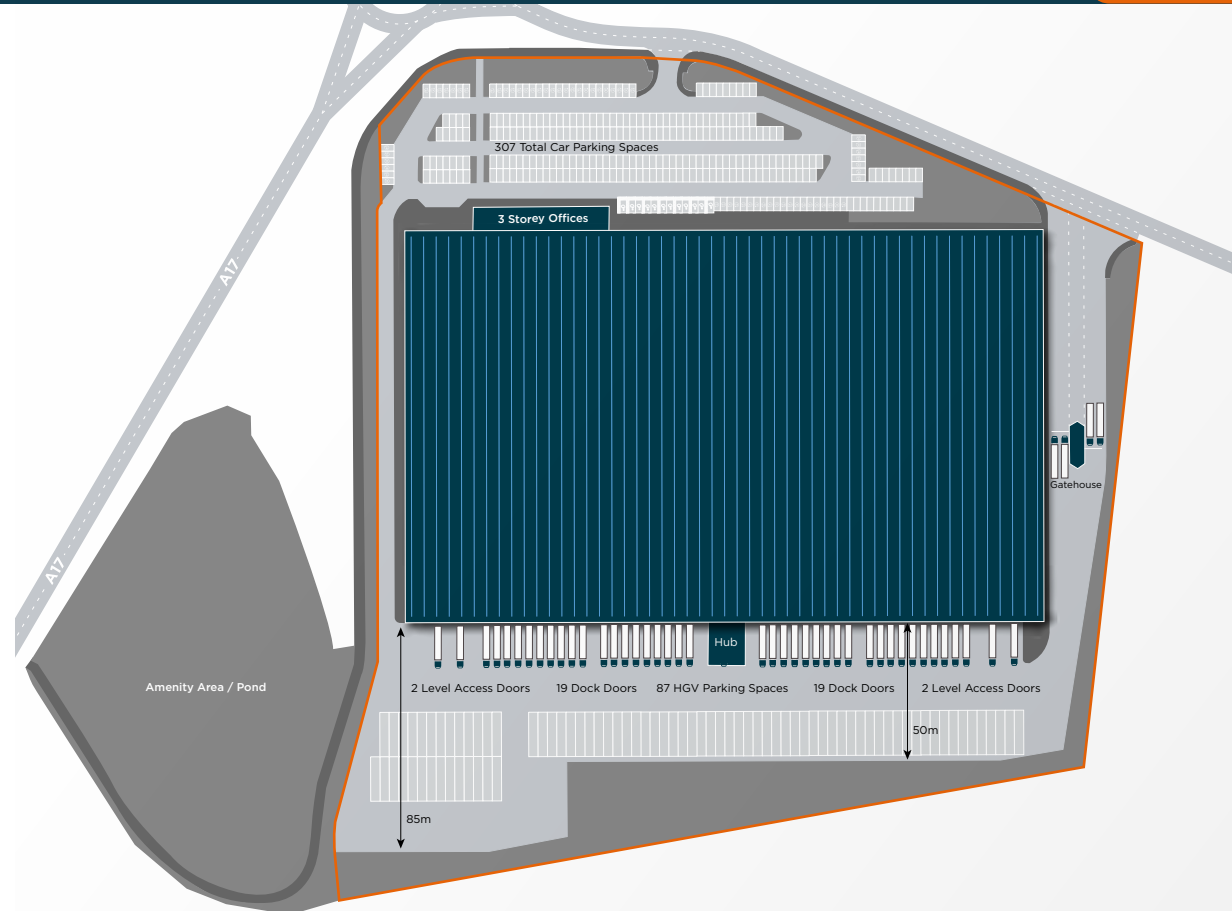 307 Total Car Parking Spaces
3 Storey Offices
A17
Gatehouse
A17
Hub
Amenity Area / Pond
2 Level Access Doors
19 Dock Doors
87 HGV Parking Spaces
19 Dock Doors
2 Level Access Doors
50m
85m